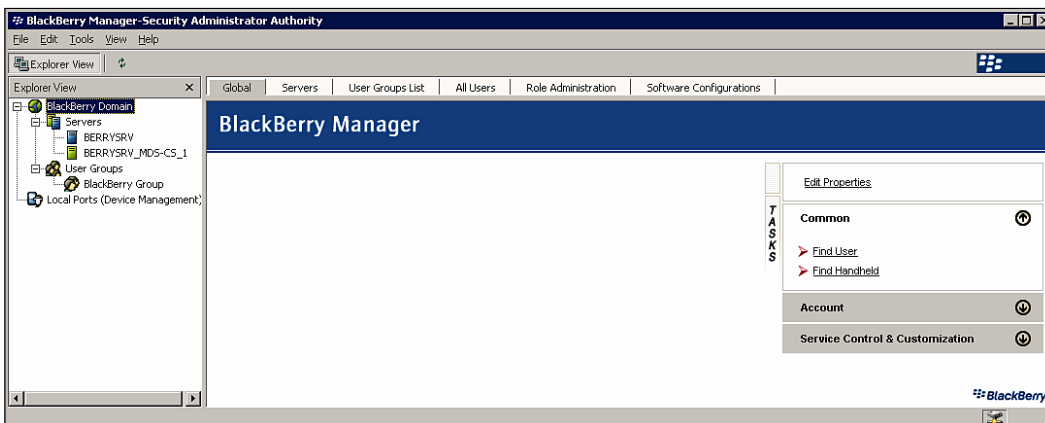 BlackBerry Manager-Security Administrator Authority
File Edit Tools View Help
Explorer View
Explorer View
Global Servers User Groups List All Users Role Administration Software Configurations
BlackBerry Domain
Servers
BERRYSRV
BERRYSRV_MDS-CS_1
User Groups
BlackBerry Group
Local Ports (Device Management)
BlackBerry Manager
TASKS
Edit Properties
Common
Find User
Find Handheld
Account
Service Control & Customization
BlackBerry